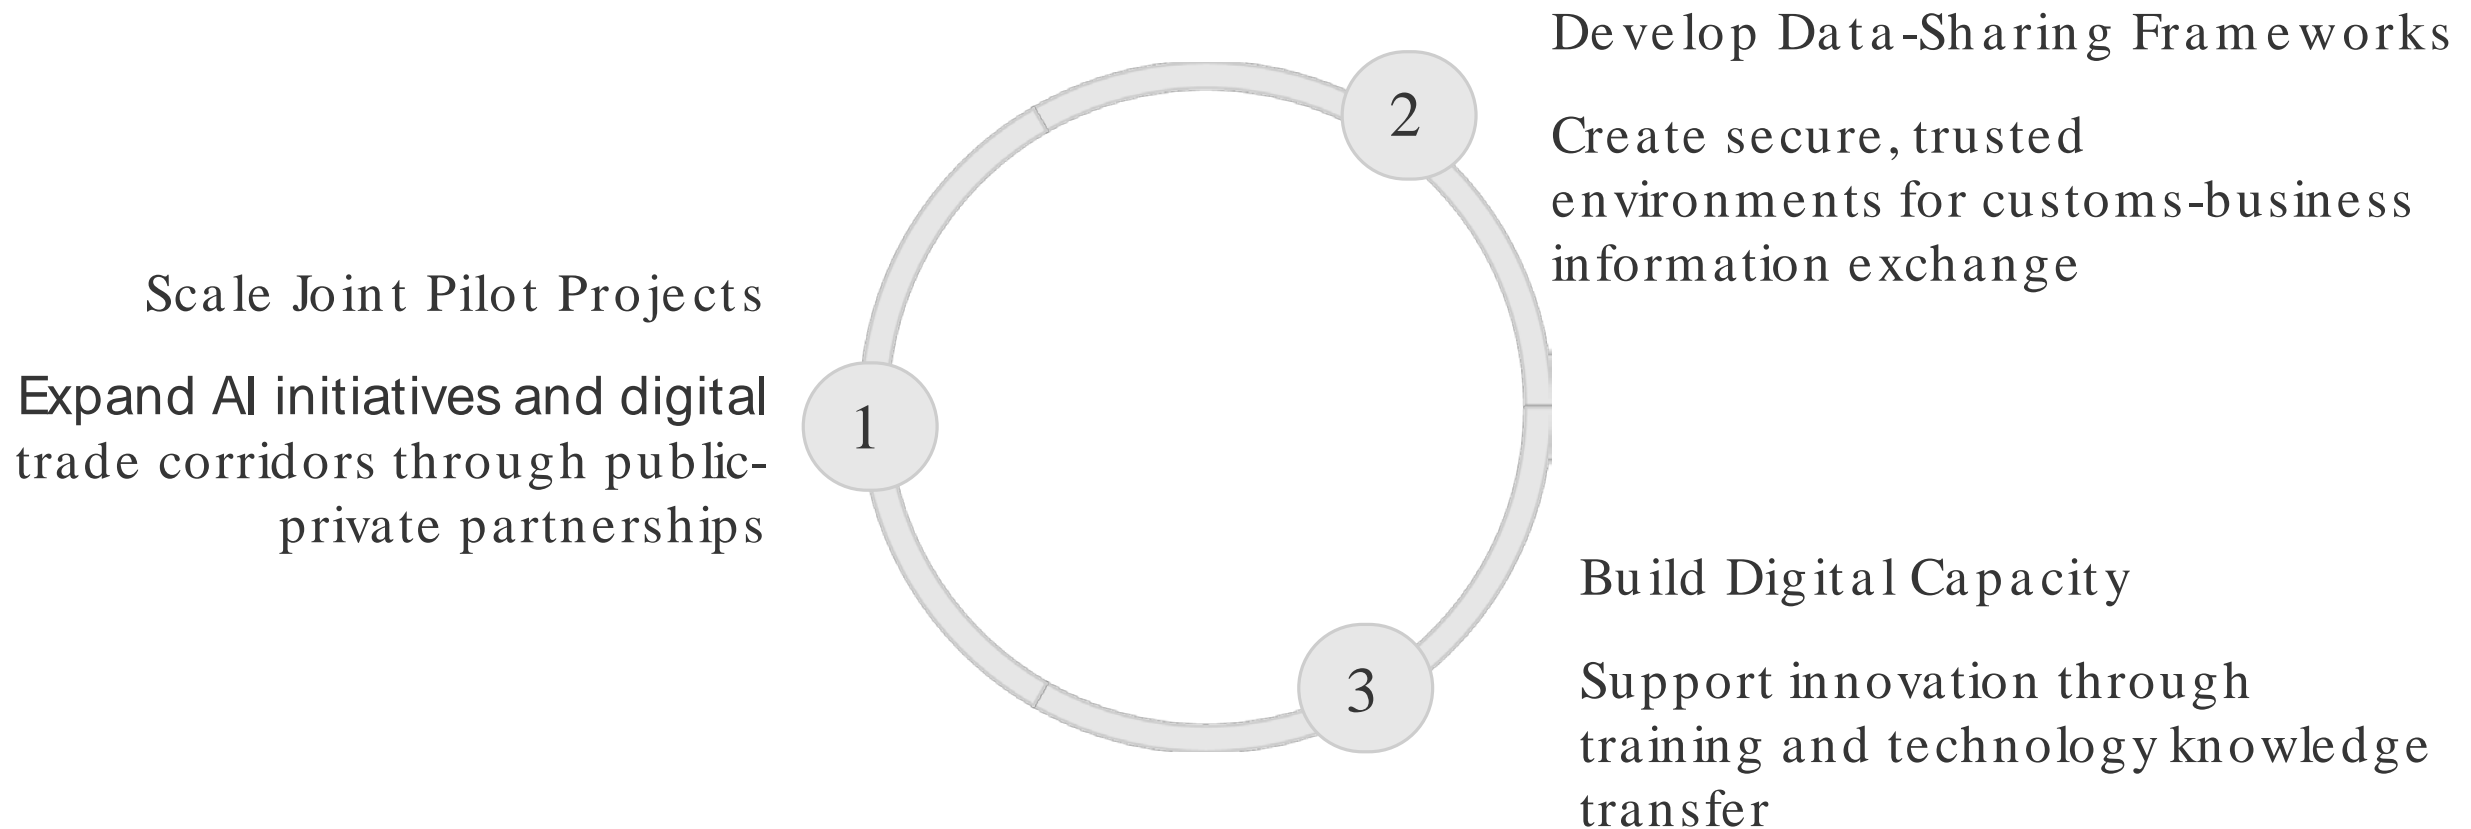 1
Scale Joint Pilot Projects
Expand AI initiatives and digital
trade corridors through public-
private partnerships
2
Develop Data-Sharing Frameworks
Create secure, trusted
environments for customs-business
information exchange
3
Build Digital Capacity
Support innovation through
training and technology knowledge
transfer